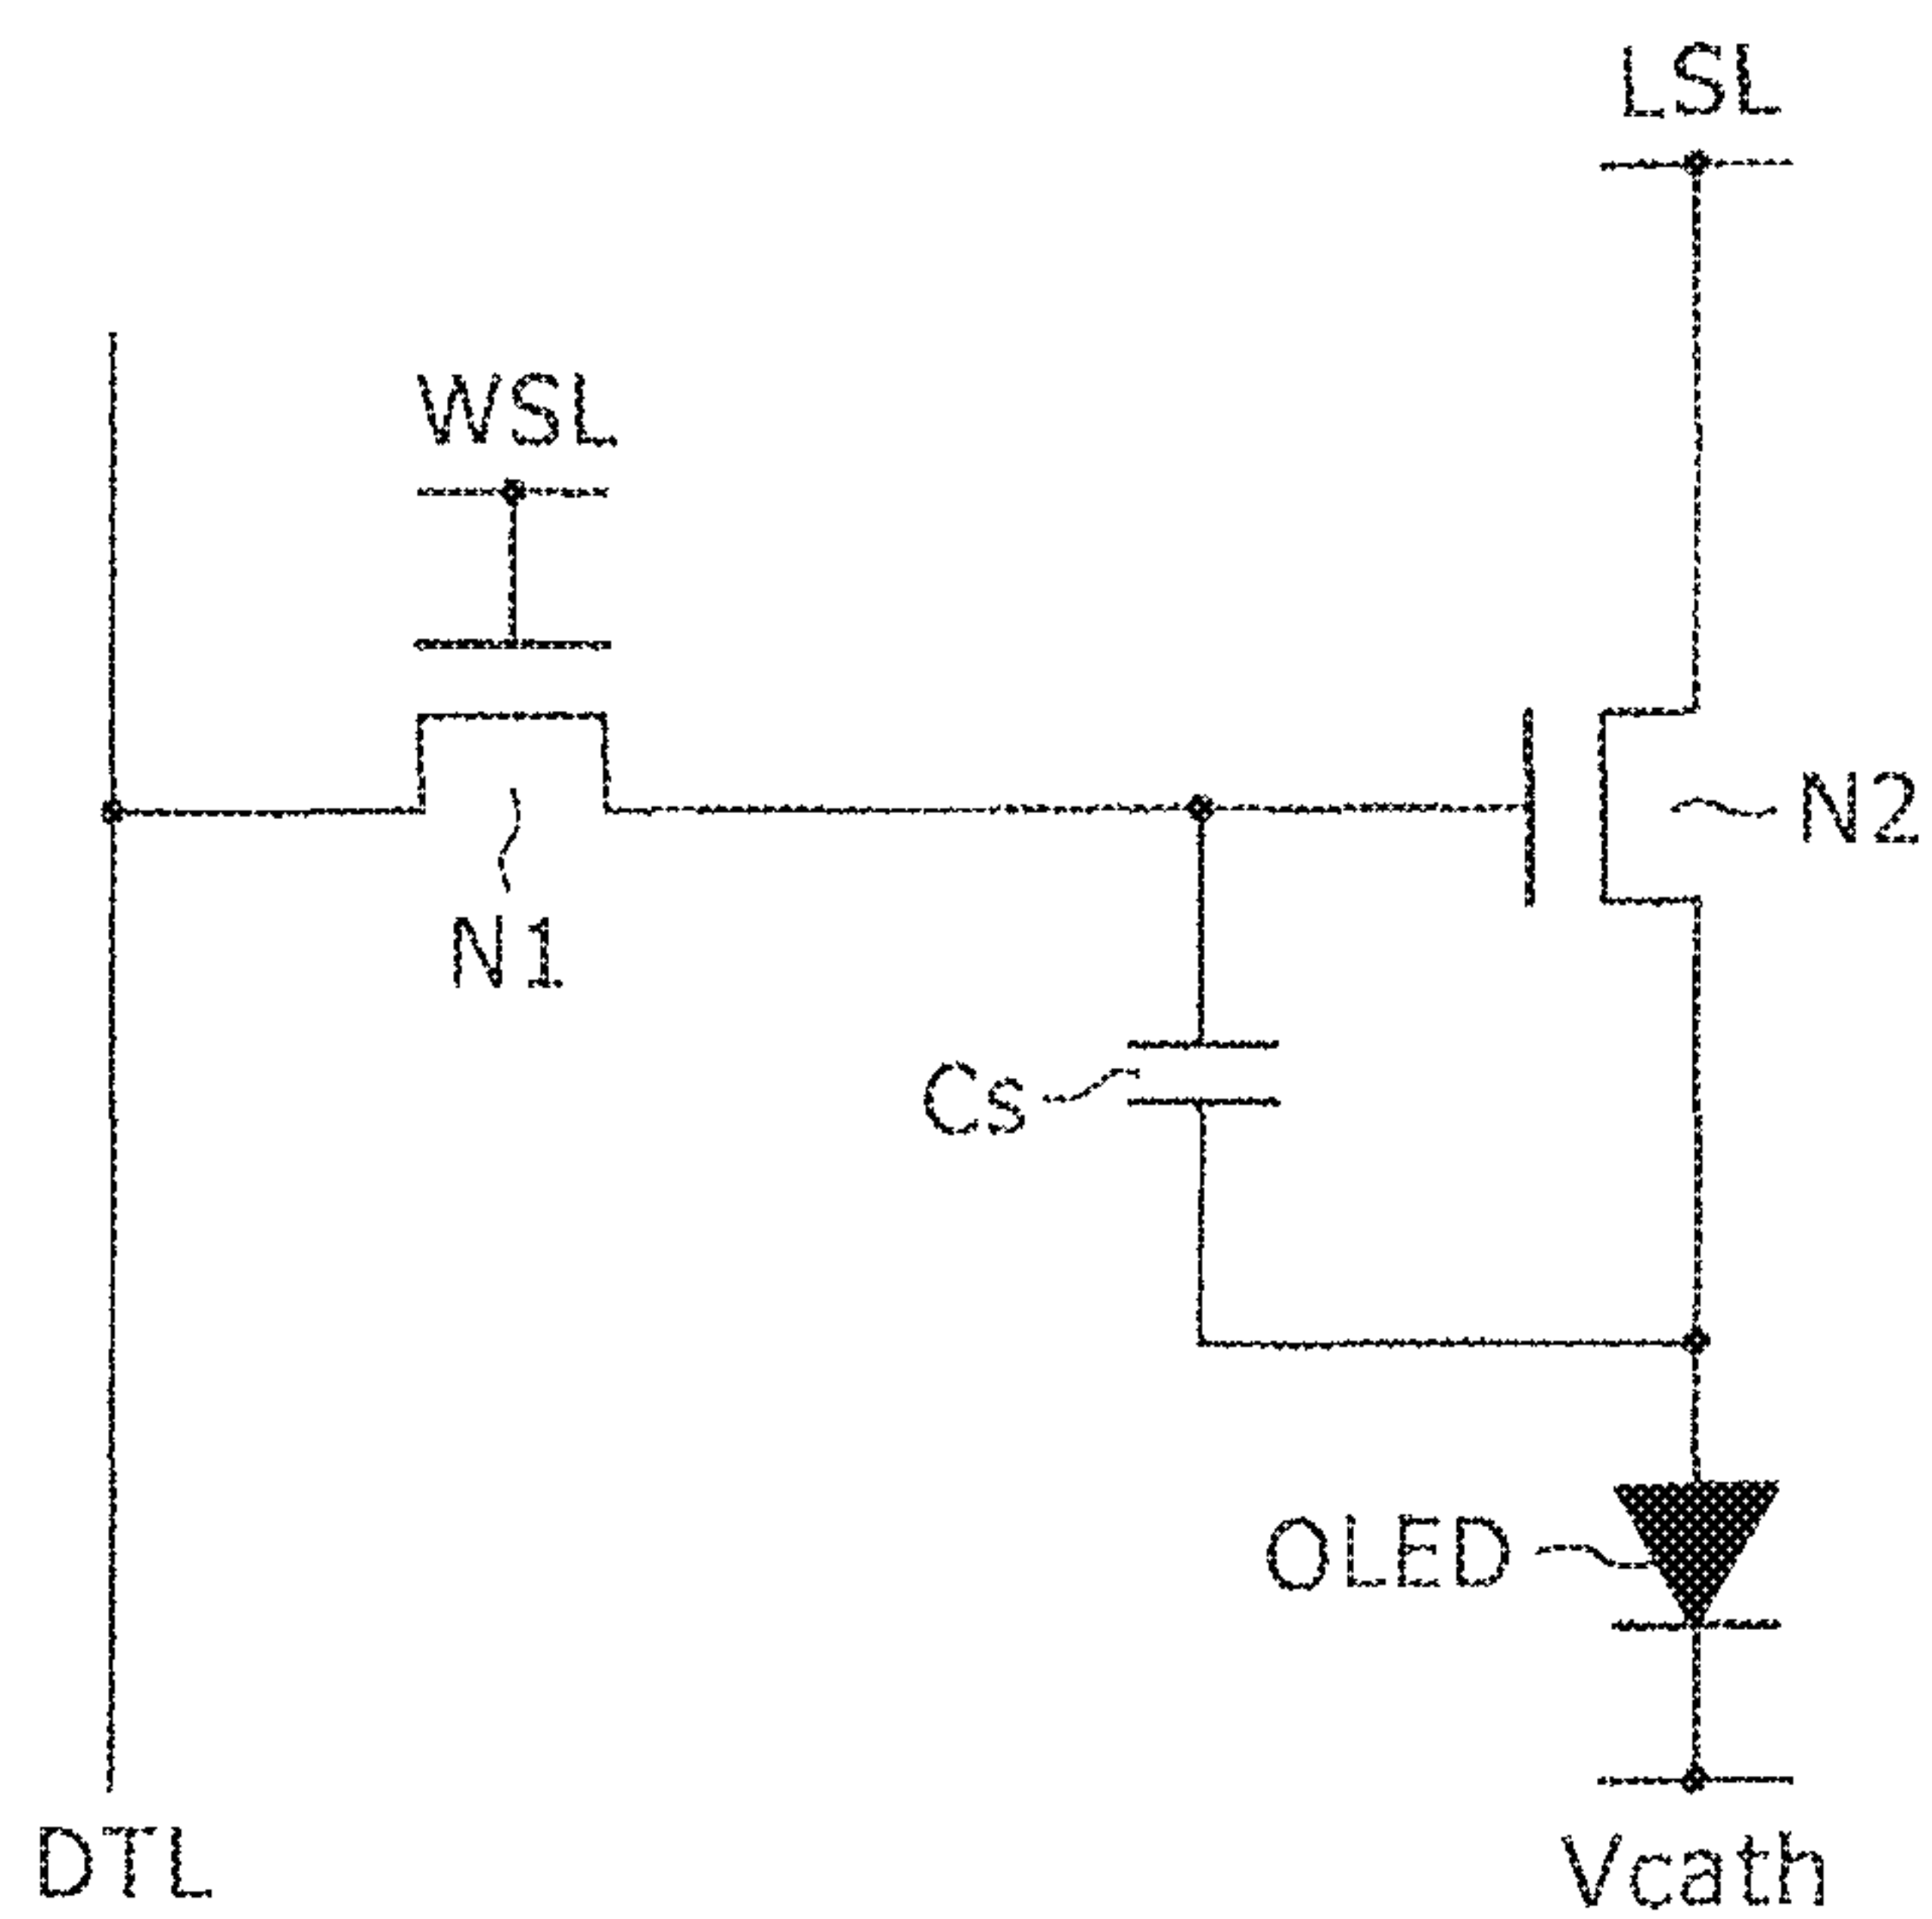 LSL
WSL
N2
N1
Cs
OLED
DTL
Vcath